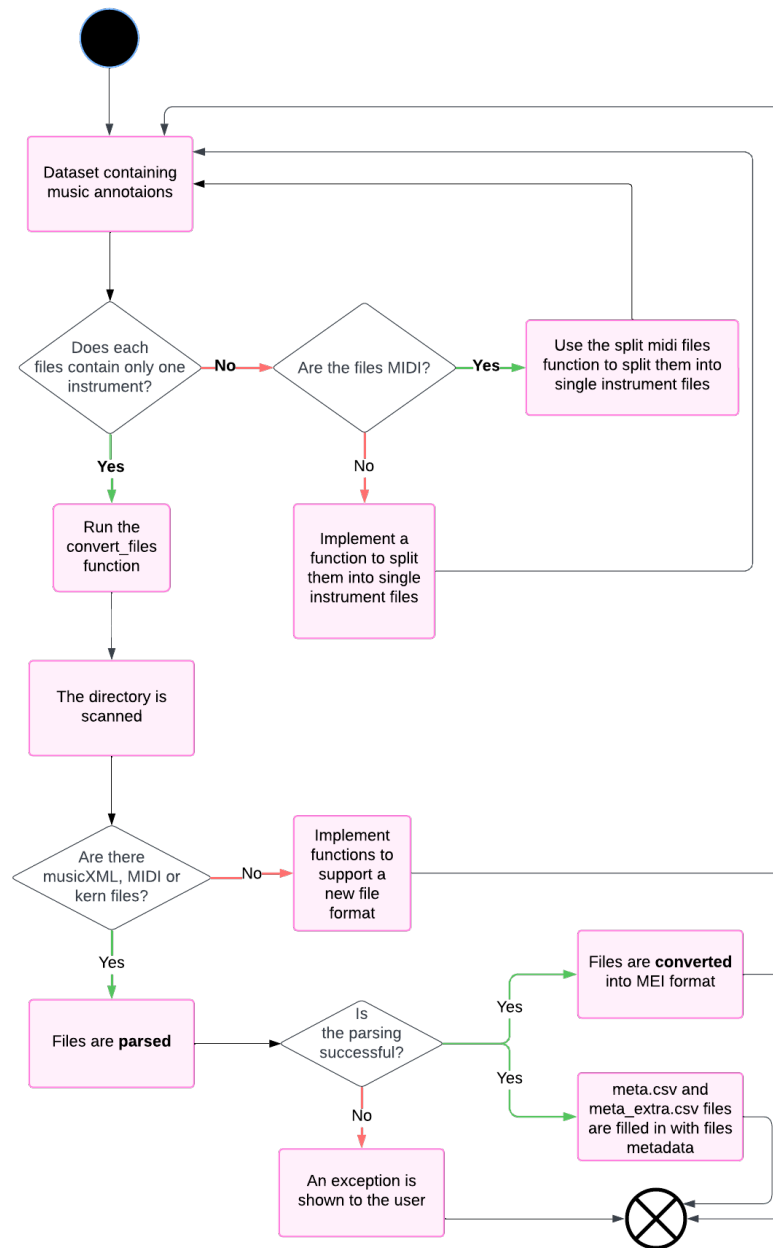 Dataset containing
music annotaions
Does each
files contain only one
instrument?
No
Are the files MIDI?
Yes
Use the split midi files
function to split them into
single instrument files
Yes
No
Run the
convert_files
function
Implement a
function to split
them into single
instrument files
The directory is
scanned
Are there
musicXML, MIDI or
kern files?
No
Implement
functions to
support a
new file
format
Yes
Files are parsed
Is
the parsing
successful?
Yes
Files are converted
into MEI format
Yes
meta.csv and
meta_extra.csv files
are filled in with files
metadata
No
An exception is
shown to the user